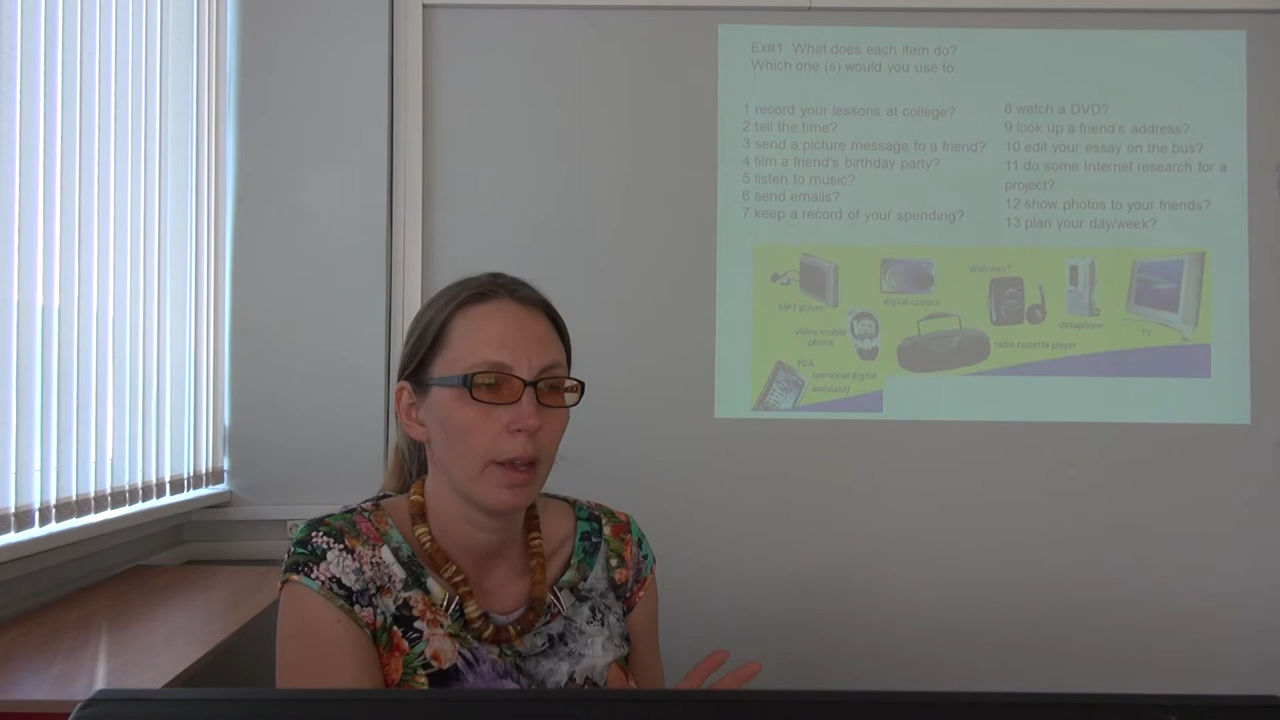 Ex#1 What does each item do?
Which one (s) would you use to:
1 record your lessons at college?
2 tell the time?
3 send a picture message to a friend?
4 film a friend's birthday party?
5 listen to music?
6 send emails?
7 keep a record of your spending?
8 watch a DVD?
9 look up a friend's address?
10 edit your essay on the bus?
11 do some Internet research for a
project?
12 show photos to your friends?
13 plan your day/week?
MP3 player
digital camera
Walkman?
dictaphone
TV
video mobile
phone
radio cassette player
PDA
(personal digital
assistant)